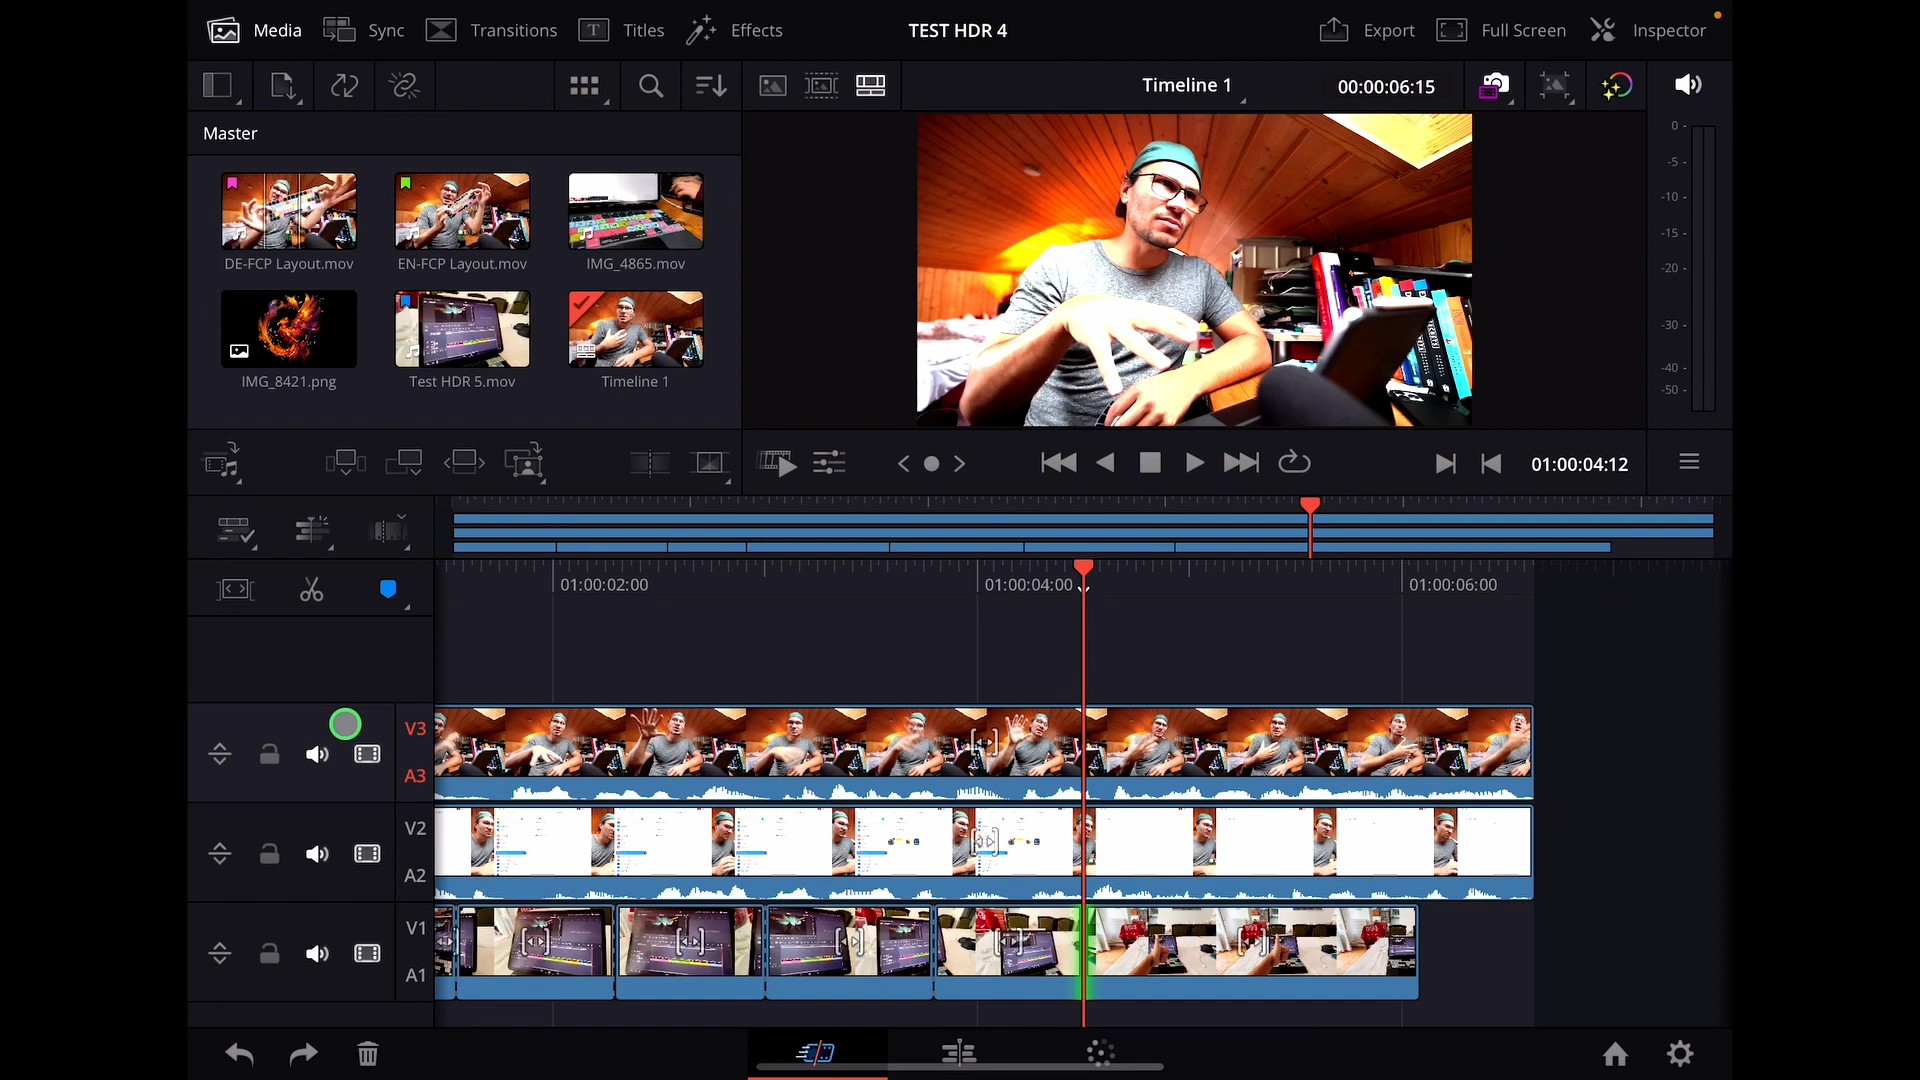 Media
Sync
Transitions
Titles
Effects
TEST HDR 4
Export
Full Screen
Inspector
Timeline 1
00:00:06:15
Master
DE-FCP Layout.mov
EN-FCP Layout.mov
IMG_4865.mov
IMG_8421.png
Test HDR 5.mov
Timeline 1
0
-5
-10
-15
-20
-30
-40
-50
01:00:04:12
01:00:02:00
01:00:04:00
01:00:06:00
V3
A3
V2
A2
V1
A1